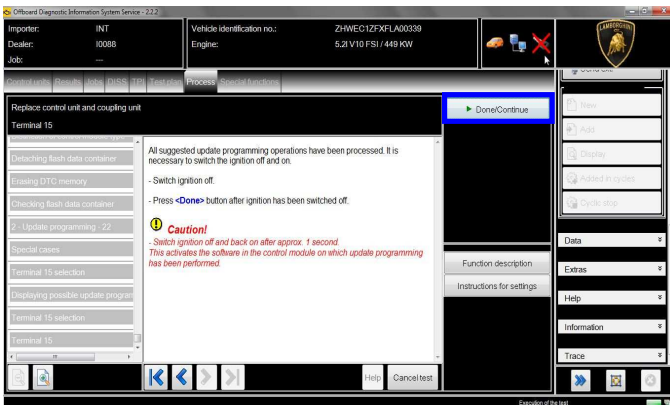 Offboard Diagnostic Information System Service - 2.2.2
Importer: INT
Dealer: I0088
Job: ---
Vehicle identification no.: ZHWEC1ZFXFLA00339
Engine: 5.2l V10 FSI / 449 KW
LAMBORGHINI
Control units Results Jobs DISS TPI Test plan Process Special functions
Replace control unit and coupling unit
Terminal 15
Detaching flash data container
Erasing DTC memory
Checking flash data container
2 - Update programming - 22
Special cases
Terminal 15 selection
Displaying possible update program
Terminal 15 selection
Terminal 15
All suggested update programming operations have been processed. It is
necessary to switch the ignition off and on.
- Switch ignition off.
- Press <Done> button after ignition has been switched off.
Caution!
- Switch ignition off and back on after approx. 1 second.
This activates the software in the control module on which update programming
has been performed.
Help
Cancel test
Done/Continue
Function description
Instructions for settings
New
Add
Display
Added in cycles
Cyclic stop
Data
Extras
Help
Information
Trace
Execution of the test